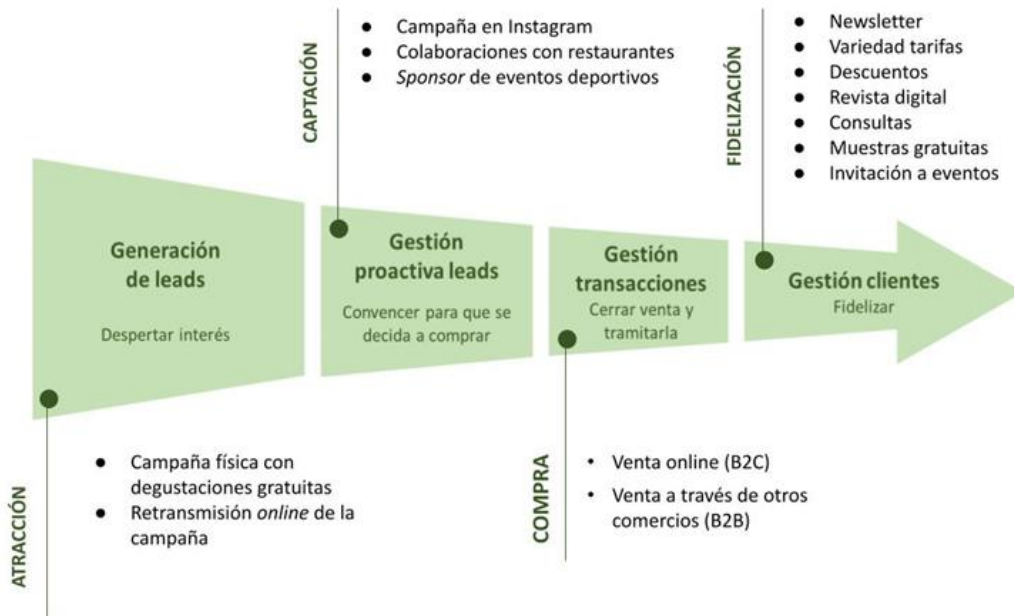 CAPTACIÓN
● Campaña en Instagram
● Colaboraciones con restaurantes
● Sponsor de eventos deportivos
FIDELIZACIÓN
● Newsletter
● Variedad tarifas
● Descuentos
● Revista digital
● Consultas
● Muestras gratuitas
● Invitación a eventos
Generación
de leads
Despertar interés
Gestión
proactiva leads
Convencer para que se
decida a comprar
Gestión
transacciones
Cerrar venta y
tramitarla
Gestión clientes
Fidelizar
ATRACCIÓN
● Campaña física con
degustaciones gratuitas
● Retransmisión online de la
campaña
COMPRA
• Venta online (B2C)
• Venta a través de otros
comercios (B2B)